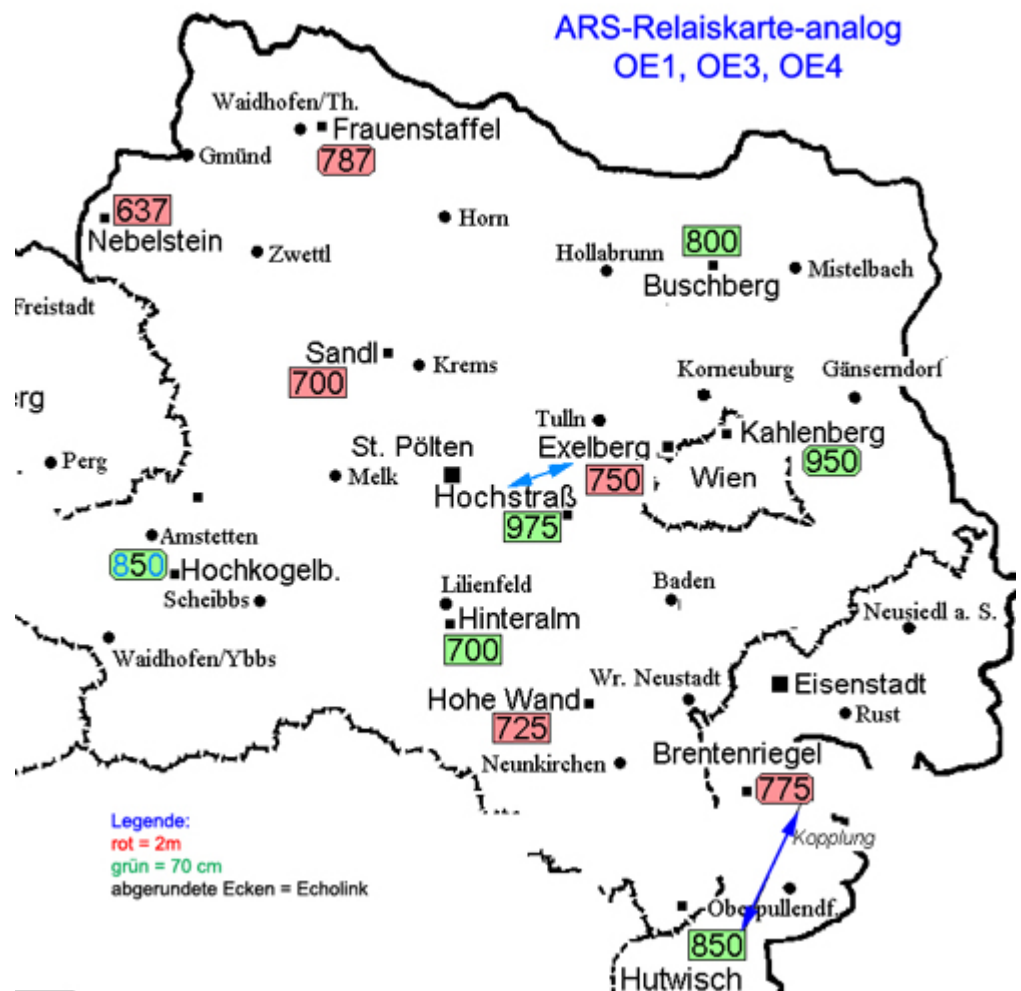 ARS-Relaiskarte-analog
OE1, OE3, OE4
Waidhofen/Th.
Frauenstaffel
787
Gmünd
637
Nebelstein
Horn
Zwettl
Hollabrunn
800
Buschberg
Mistelbach
Freistadt
Sandl
700
Krems
Korneuburg
Gänserndorf
erg
Tulln
Perg
St. Pölten
Melk
Exelberg
750
Kahlenberg
950
Wien
Hochstraß
975
Amstetten
850
Hochkogelb.
Scheibbs
Lilienfeld
Hinteralm
700
Baden
Neusiedl a. S.
Waidhofen/Ybbs
Wr. Neustadt
Eisenstadt
Rust
Hohe Wand
725
Neunkirchen
Brentenriegel
775
Kopplung
Legende:
rot = 2m
grün = 70 cm
abgerundete Ecken = Echolink
Oberpullendf.
850
Hutwisch